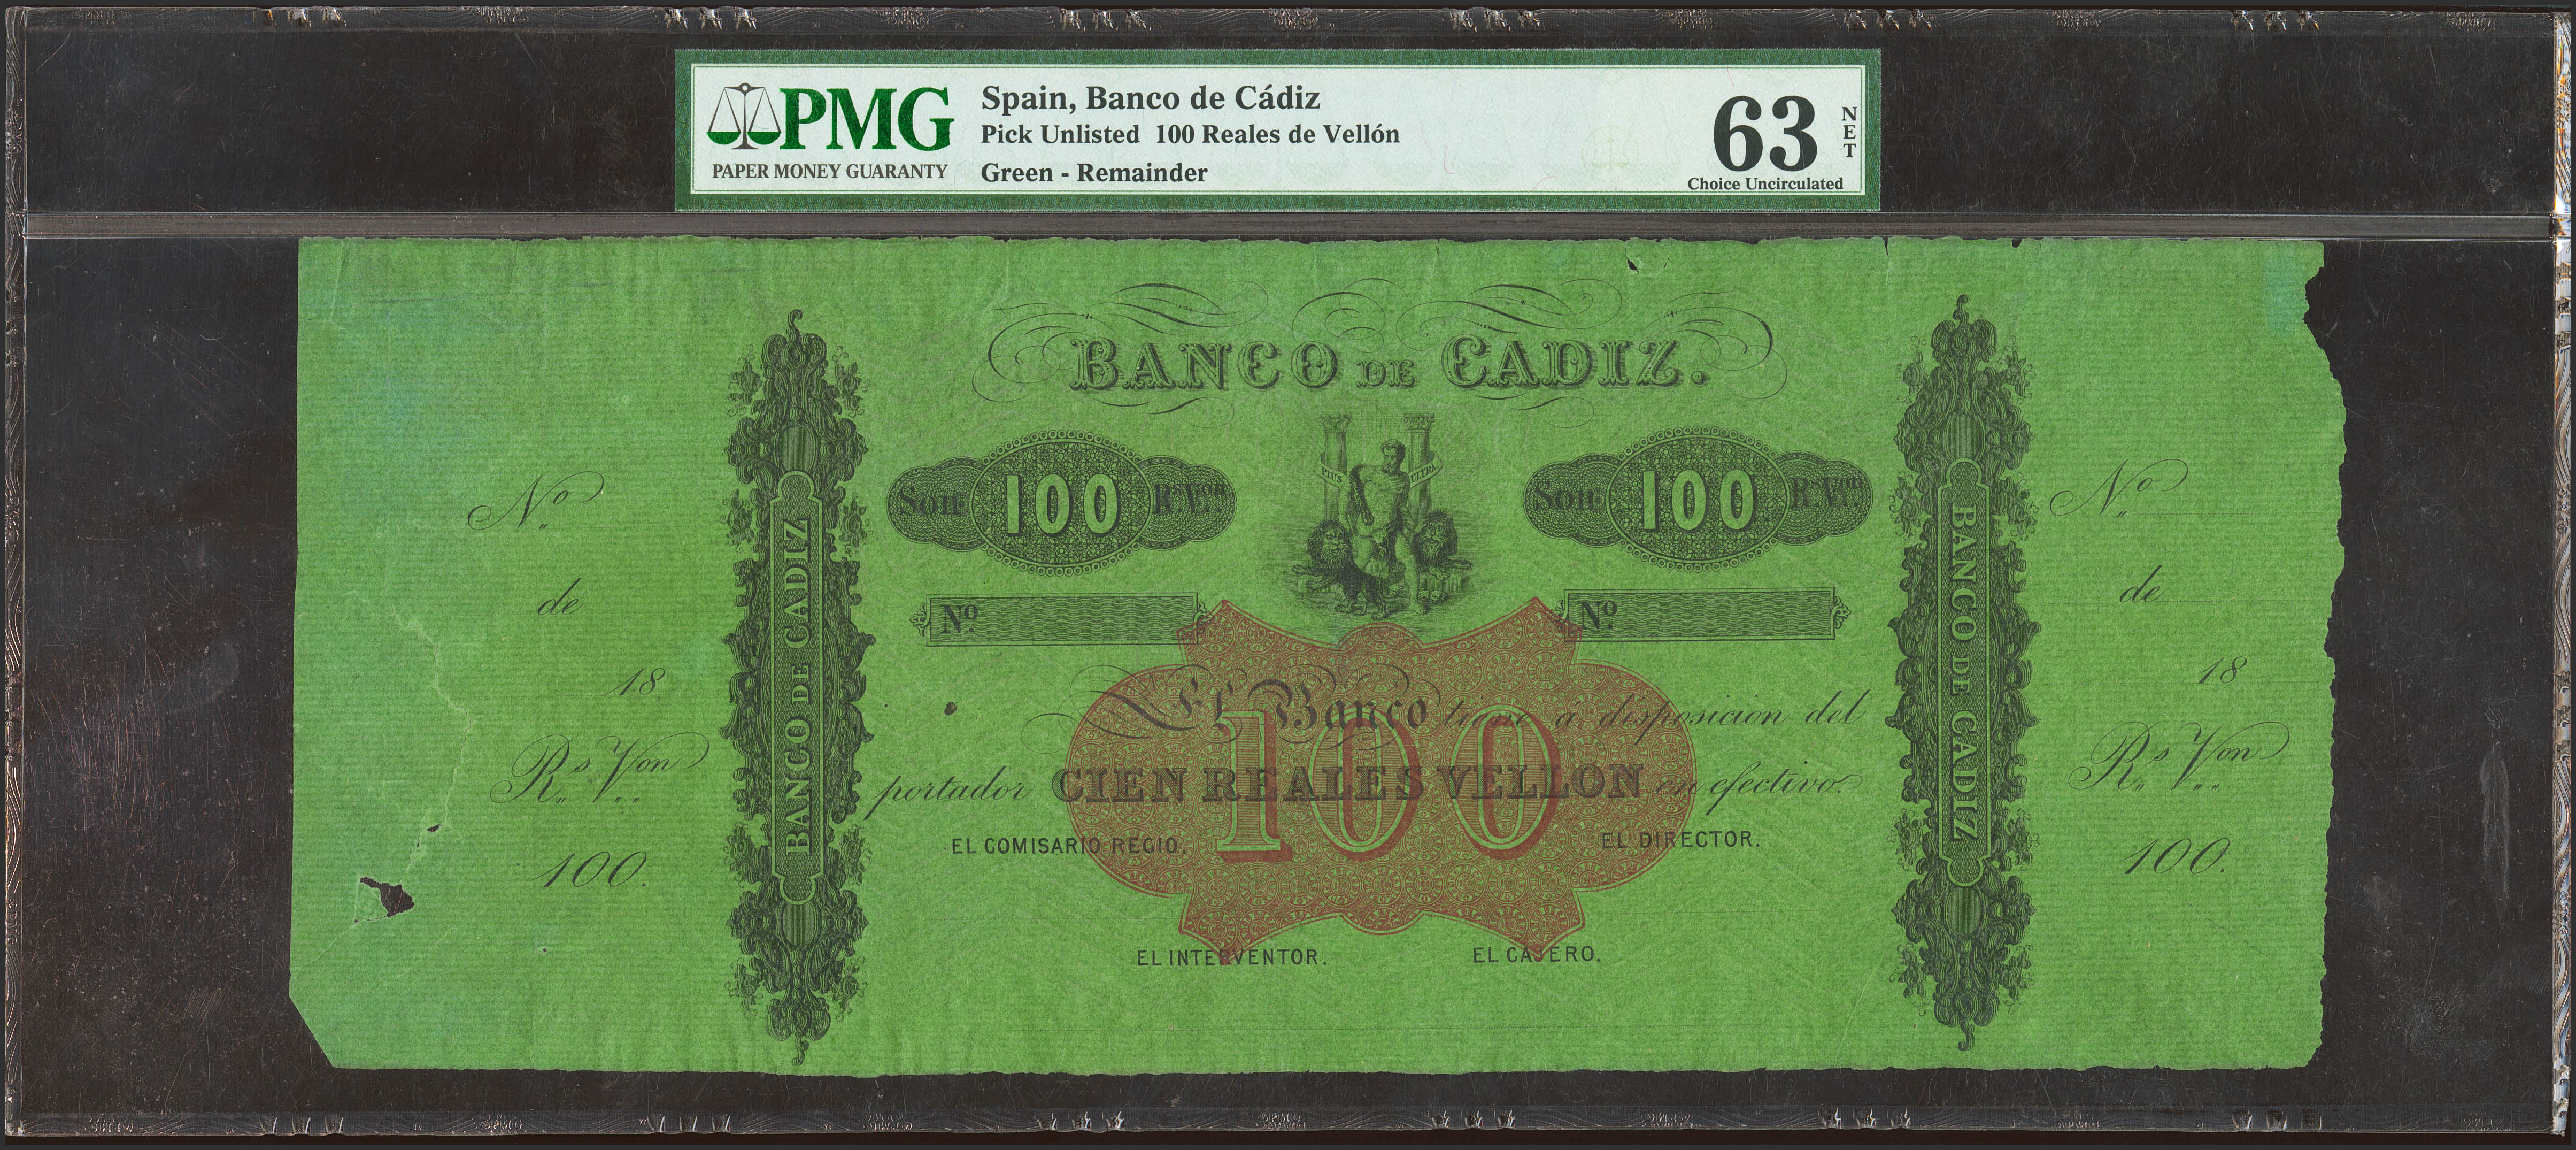 PMG
PAPER MONEY GUARANTY
Spain, Banco de Cádiz
Pick Unlisted 100 Reales de Vellón
Green - Remainder
63
NET
Choice Uncirculated
BANCO DE CADIZ.
PLUS ULTRA
Son 100 Rs. Von.
Son 100 Rs. Von.
Nº.
Nº.
El Banco tiene á disposicion del
portador CIEN REALES VELLON en efectivo.
100
EL COMISARIO REGIO.
EL DIRECTOR.
EL INTERVENTOR.
EL CAJERO.
BANCO DE CADIZ
BANCO DE CADIZ
No.
de
18
Rs. Von
100.
No.
de
18
Rs. Von
100.